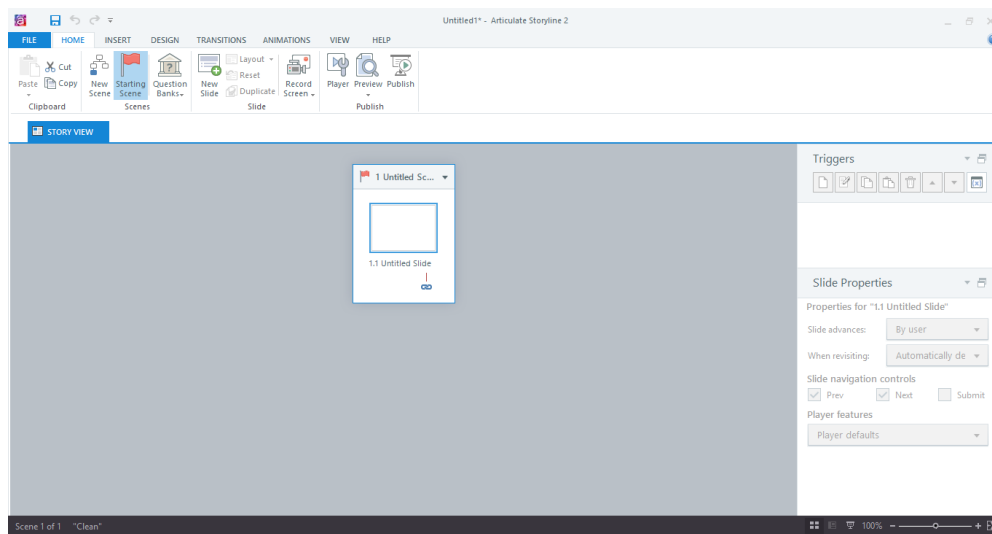 Untitled1* - Articulate Storyline 2
FILE HOME INSERT DESIGN TRANSITIONS ANIMATIONS VIEW HELP
Paste Cut Copy
Clipboard
New Scene Starting Scene Question Banks
Scenes
New Slide Layout Reset Duplicate Record Screen
Slide
Player Preview Publish
Publish
STORY VIEW
1 Untitled Sc...
1.1 Untitled Slide
Triggers
Slide Properties
Properties for "1.1 Untitled Slide"
Slide advances: By user
When revisiting: Automatically de
Slide navigation controls
Prev Next Submit
Player features
Player defaults
Scene 1 of 1 "Clean" 100%